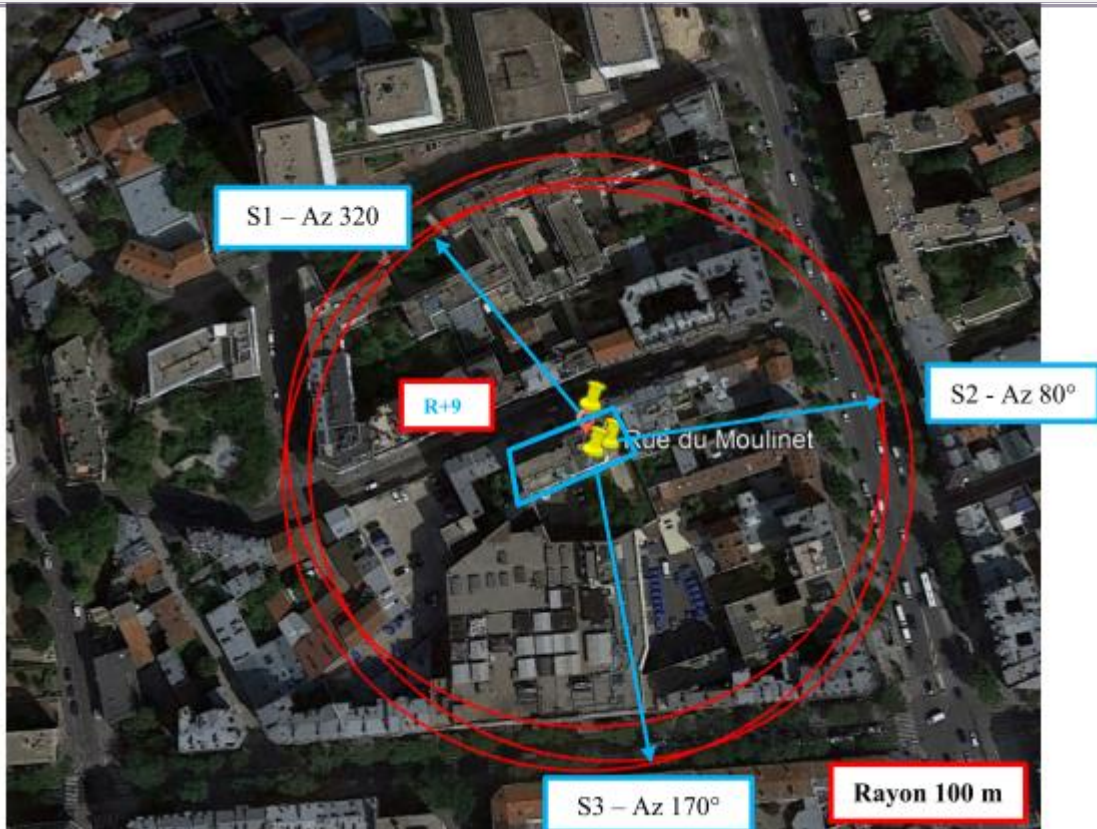 S1 – Az 320
R+9
S2 - Az 80°
Rue du Moulinet
S3 – Az 170°
Rayon 100 m